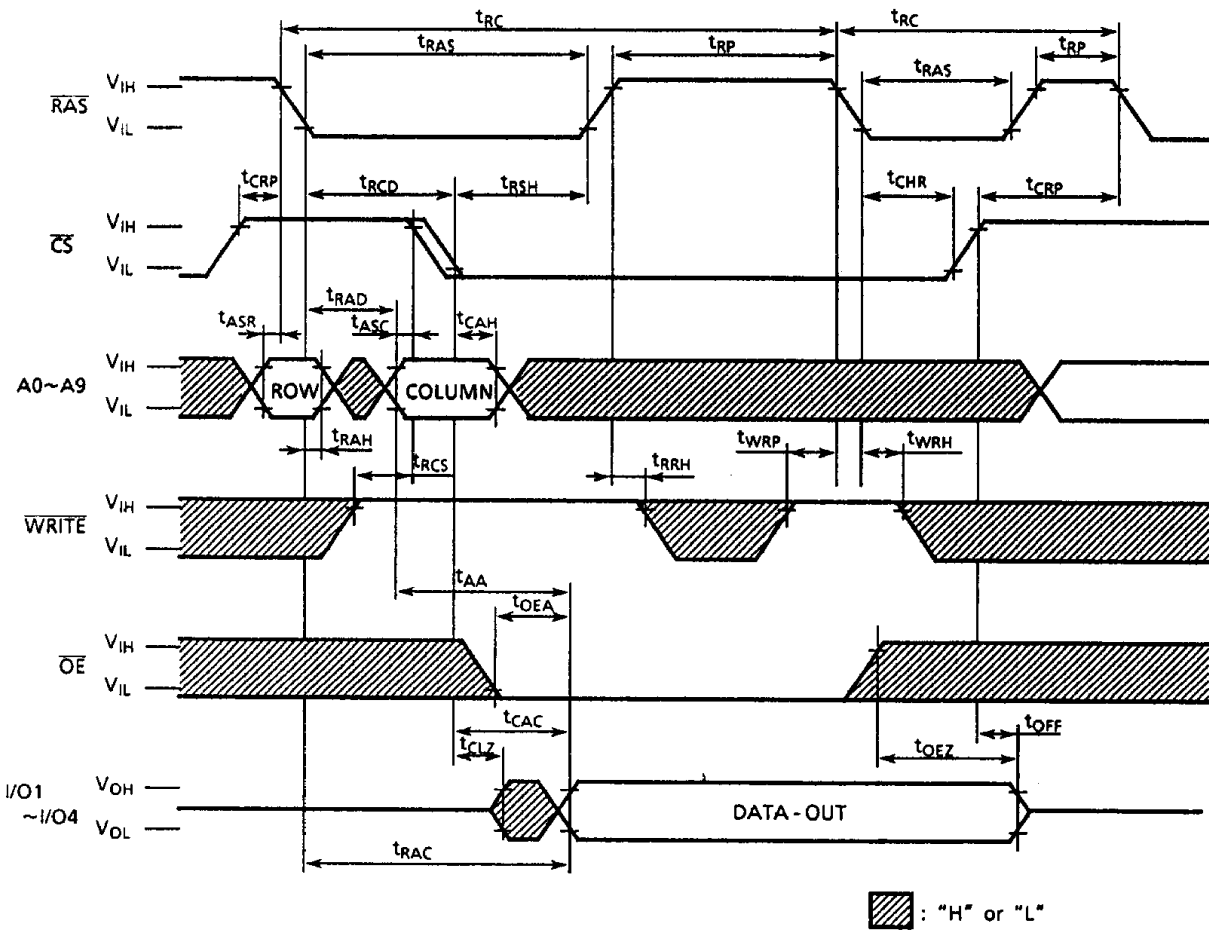 tRC tRC
tRAS tRP tRAS tRP
RAS VIH
VIL
tCRP tRCD tRSH tCHR tCRP
CS VIH
VIL
tRAD
tASR tASC tCAH
A0~A9 VIH
VIL
ROW COLUMN
tRAH tRCS tRRH tWRP tWRH
WRITE VIH
VIL
tAA
tOEA
OE VIH
VIL
tCAC
tCLZ tOEZ tOFF
I/O1
~I/O4
VOH
VOL
DATA-OUT
tRAC
: "H" or "L"